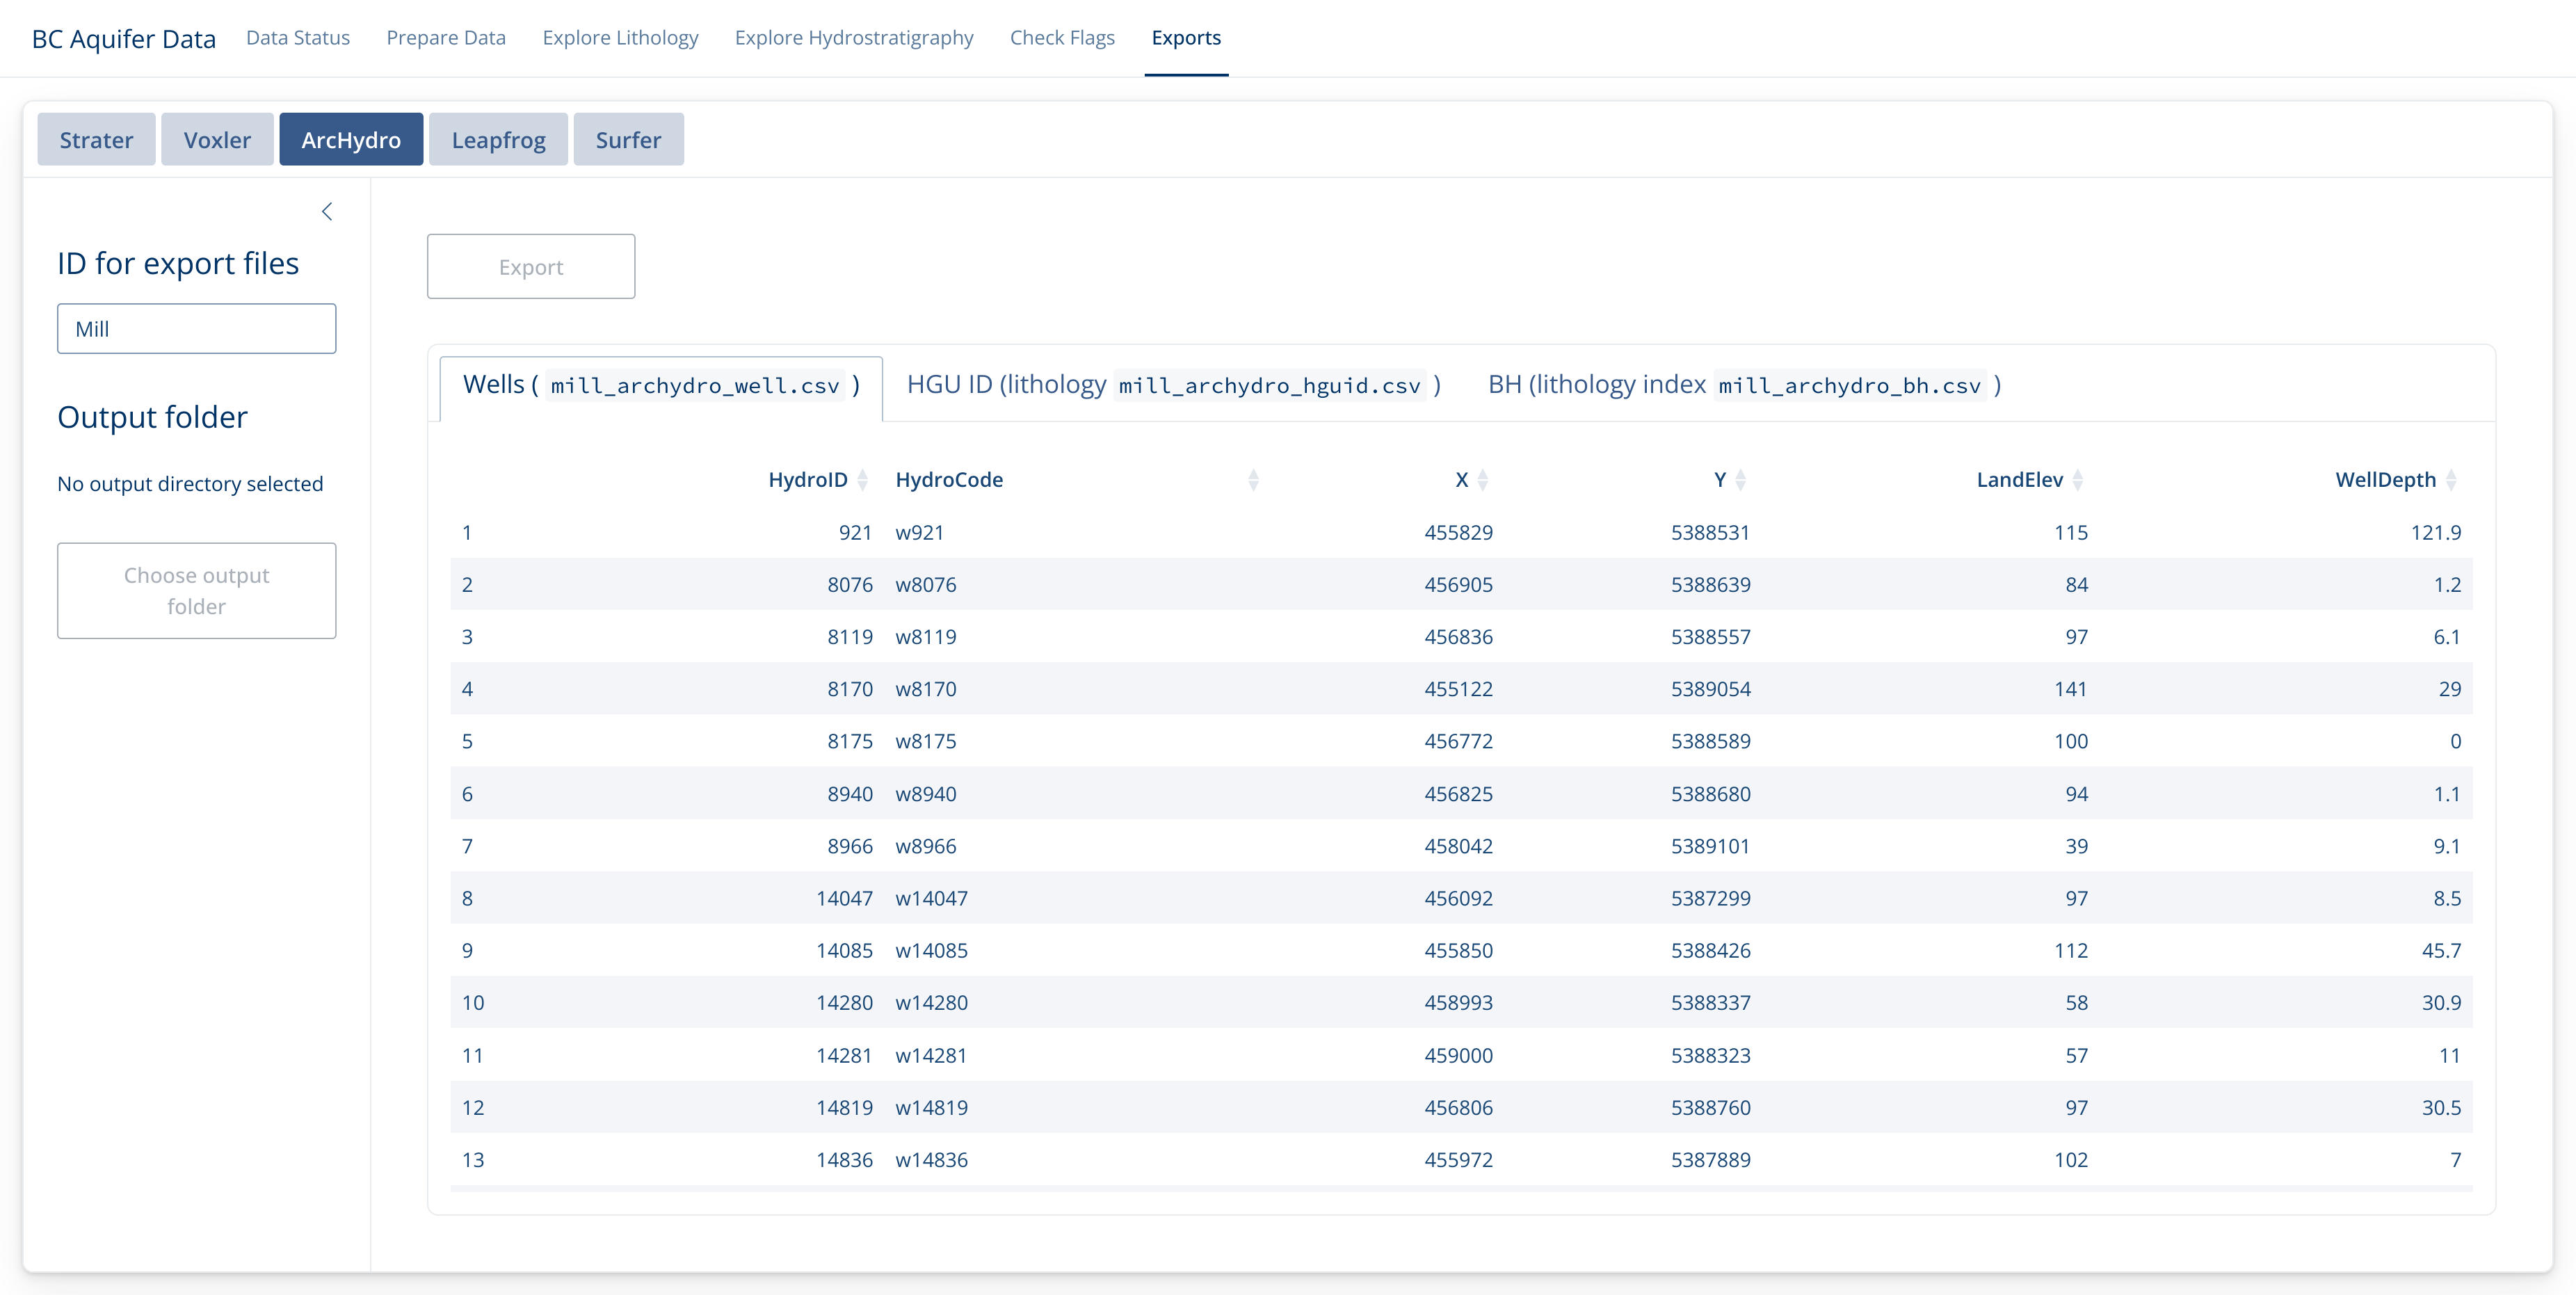 BC Aquifer Data Data Status Prepare Data Explore Lithology Explore Hydrostratigraphy Check Flags Exports
Strater Voxler ArcHydro Leapfrog Surfer
ID for export files
Mill
Output folder
No output directory selected
Choose output
folder
Export
Wells ( mill_archydro_well.csv ) HGU ID (lithology mill_archydro_hguid.csv ) BH (lithology index mill_archydro_bh.csv )
HydroID HydroCode X Y LandElev WellDepth
1 921 w921 455829 5388531 115 121.9
2 8076 w8076 456905 5388639 84 1.2
3 8119 w8119 456836 5388557 97 6.1
4 8170 w8170 455122 5389054 141 29
5 8175 w8175 456772 5388589 100 0
6 8940 w8940 456825 5388680 94 1.1
7 8966 w8966 458042 5389101 39 9.1
8 14047 w14047 456092 5387299 97 8.5
9 14085 w14085 455850 5388426 112 45.7
10 14280 w14280 458993 5388337 58 30.9
11 14281 w14281 459000 5388323 57 11
12 14819 w14819 456806 5388760 97 30.5
13 14836 w14836 455972 5387889 102 7